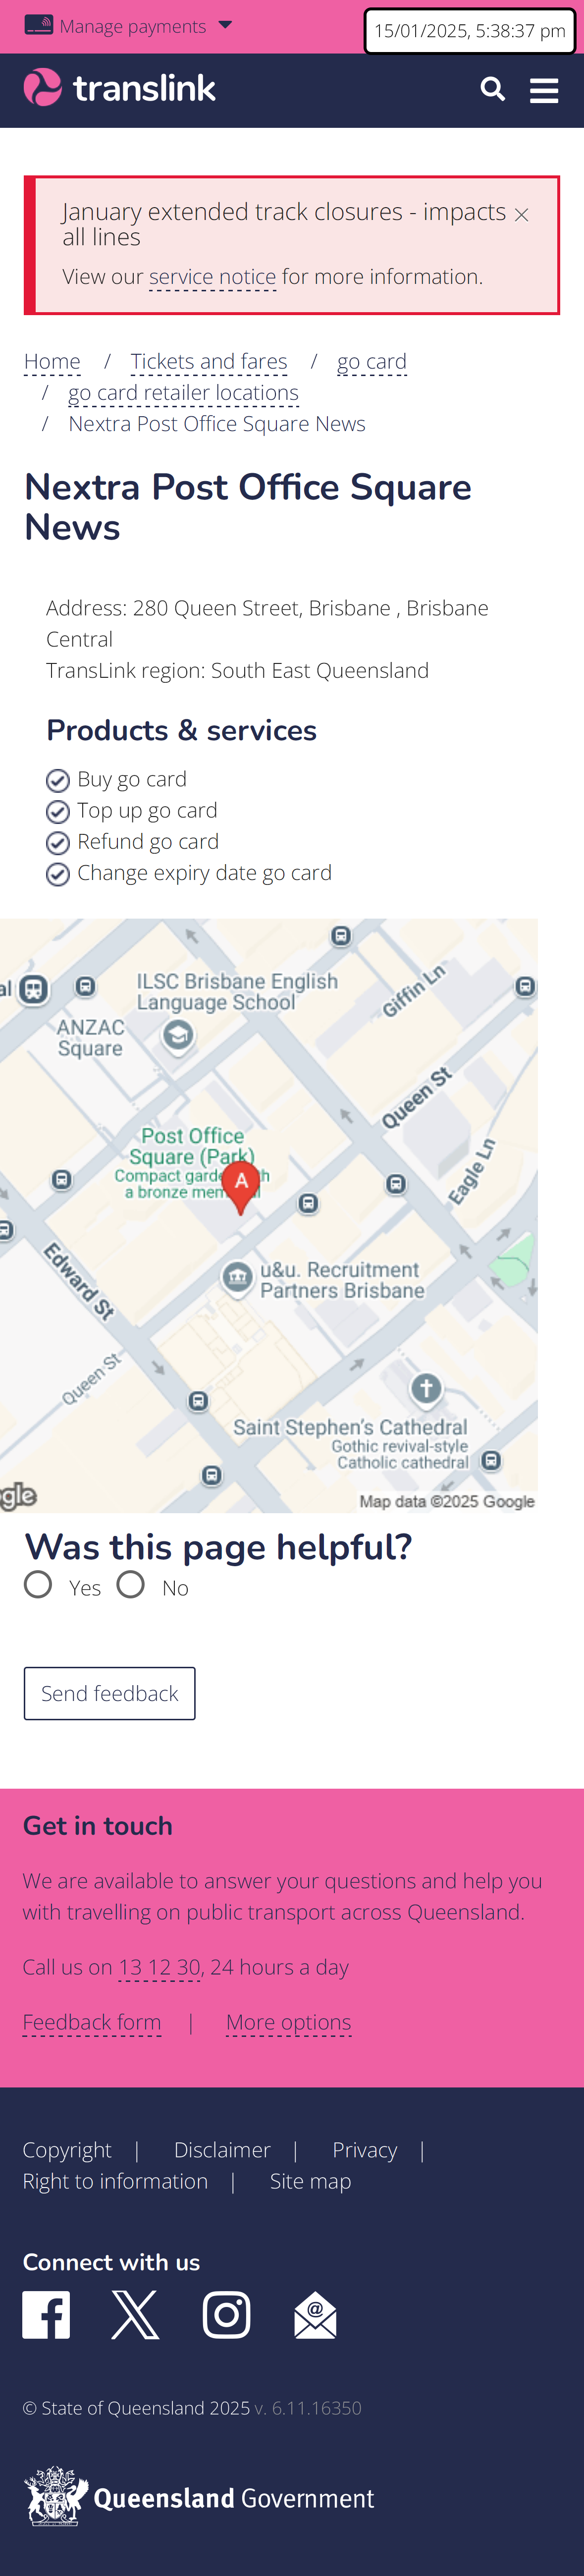 Manage payments
15/01/2025, 5:38:37 pm
translink
January extended track closures - impacts
all lines
View our service notice for more information.
Home / Tickets and fares / go card
/ go card retailer locations
/ Nextra Post Office Square News
Nextra Post Office Square
News
Address: 280 Queen Street, Brisbane , Brisbane
Central
TransLink region: South East Queensland
Products & services
Buy go card
Top up go card
Refund go card
Change expiry date go card
ILSC Brisbane English
Language School
Giffin Ln
ANZAC
Square
Queen St
Post Office
Square (Park)
Compact
a bronze
A
Eagle Ln
u&u. Recruitment
Partners Brisbane
Edward St
Queen St
Saint Stephen's Cathedral
Gothic revival-style
Catholic cathedral
Map data ©2025 Google
Was this page helpful?
Yes No
Send feedback
Get in touch
We are available to answer your questions and help you
with travelling on public transport across Queensland.
Call us on 13 12 30, 24 hours a day
Feedback form | More options
Copyright | Disclaimer | Privacy |
Right to information | Site map
Connect with us
© State of Queensland 2025 v. 6.11.16350
Queensland Government